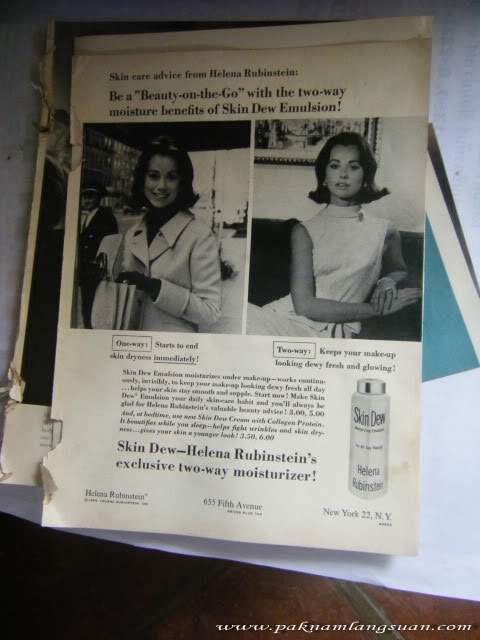 Skin care advice from Helena Rubinstein:
Be a "Beauty-on-the-Go" with the two-way
moisture benefits of Skin Dew Emulsion!
One-way: Starts to end
skin dryness immediately!
Two-way: Keeps your make-up
looking dewy fresh and glowing!
Skin Dew Emulsion moisturizes under make-up—works continu-
ously, invisibly, to keep your make-up looking dewy fresh all day
...helps your skin stay smooth and supple. Start now! Make Skin
Dew® Emulsion your daily skincare habit and you'll always be
glad for Helena Rubinstein's valuable beauty advice! 3.00, 5.00
And, at bedtime, use new Skin Dew Cream with Collagen Protein.
It beautifies while you sleep—helps fight wrinkles and skin dry-
ness...gives your skin a younger look! 3.50, 6.00
Skin Dew—Helena Rubinstein's
exclusive two-way moisturizer!
Skin Dew
Helena
Rubinstein
Helena Rubinstein®
655 Fifth Avenue
PRICES PLUS TAX
New York 22, N.Y.
www.paknamlangsuan.com